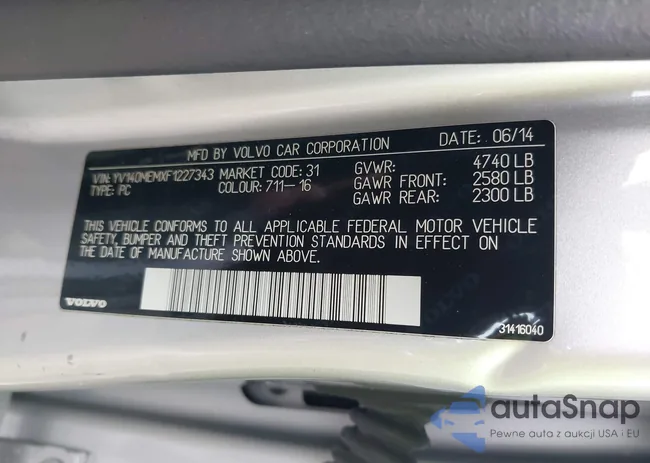 MFD BY VOLVO CAR CORPORATION DATE: 06/14
VIN: YV140MEMXF1227343 MARKET CODE: 31 GVWR: 4740 LB
TYPE: PC COLOUR: 711-16 GAWR FRONT: 2580 LB
GAWR REAR: 2300 LB
THIS VEHICLE CONFORMS TO ALL APPLICABLE FEDERAL MOTOR VEHICLE
SAFETY, BUMPER AND THEFT PREVENTION STANDARDS IN EFFECT ON
THE DATE OF MANUFACTURE SHOWN ABOVE.
VOLVO 31416040
autaSnap
Pewne auta z aukcji USA i EU